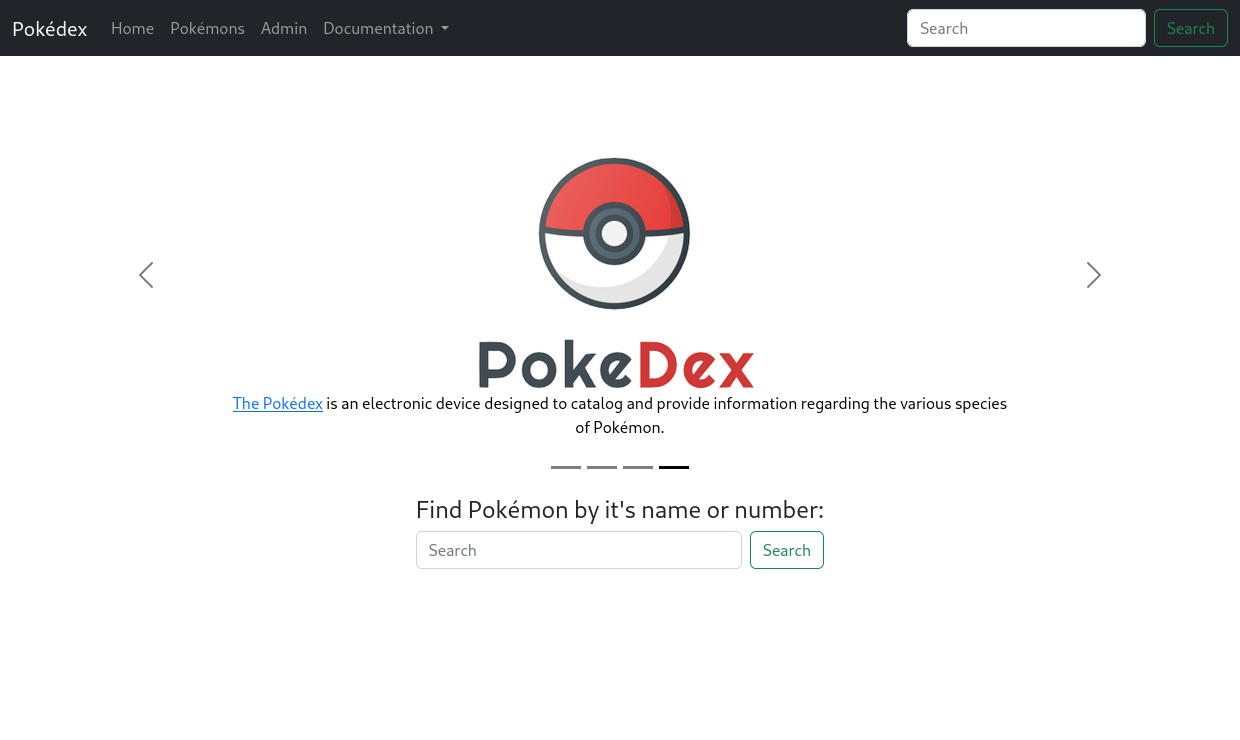 Pokédex Home Pokémons Admin Documentation Search Search
PokeDex
The Pokédex is an electronic device designed to catalog and provide information regarding the various species
of Pokémon.
Find Pokémon by it's name or number:
Search Search